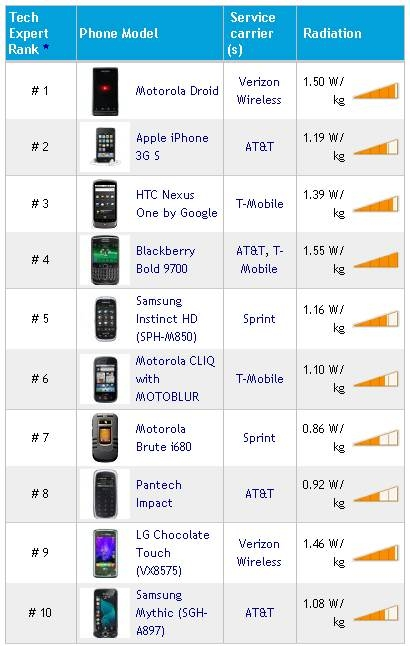 Tech
Expert
Rank *
Phone Model
Service
carrier
(s)
Radiation
# 1
Motorola Droid
Verizon
Wireless
1.50 W/
kg
# 2
Apple iPhone
3G S
AT&T
1.19 W/
kg
# 3
HTC Nexus
One by Google
T-Mobile
1.39 W/
kg
# 4
Blackberry
Bold 9700
AT&T, T-
Mobile
1.55 W/
kg
# 5
Samsung
Instinct HD
(SPH-M850)
Sprint
1.16 W/
kg
# 6
Motorola CLIQ
with
MOTOBLUR
T-Mobile
1.10 W/
kg
# 7
Motorola
Brute i680
Sprint
0.86 W/
kg
# 8
Pantech
Impact
AT&T
0.92 W/
kg
# 9
LG Chocolate
Touch
(VX8575)
Verizon
Wireless
1.46 W/
kg
# 10
Samsung
Mythic (SGH-
A897)
AT&T
1.08 W/
kg